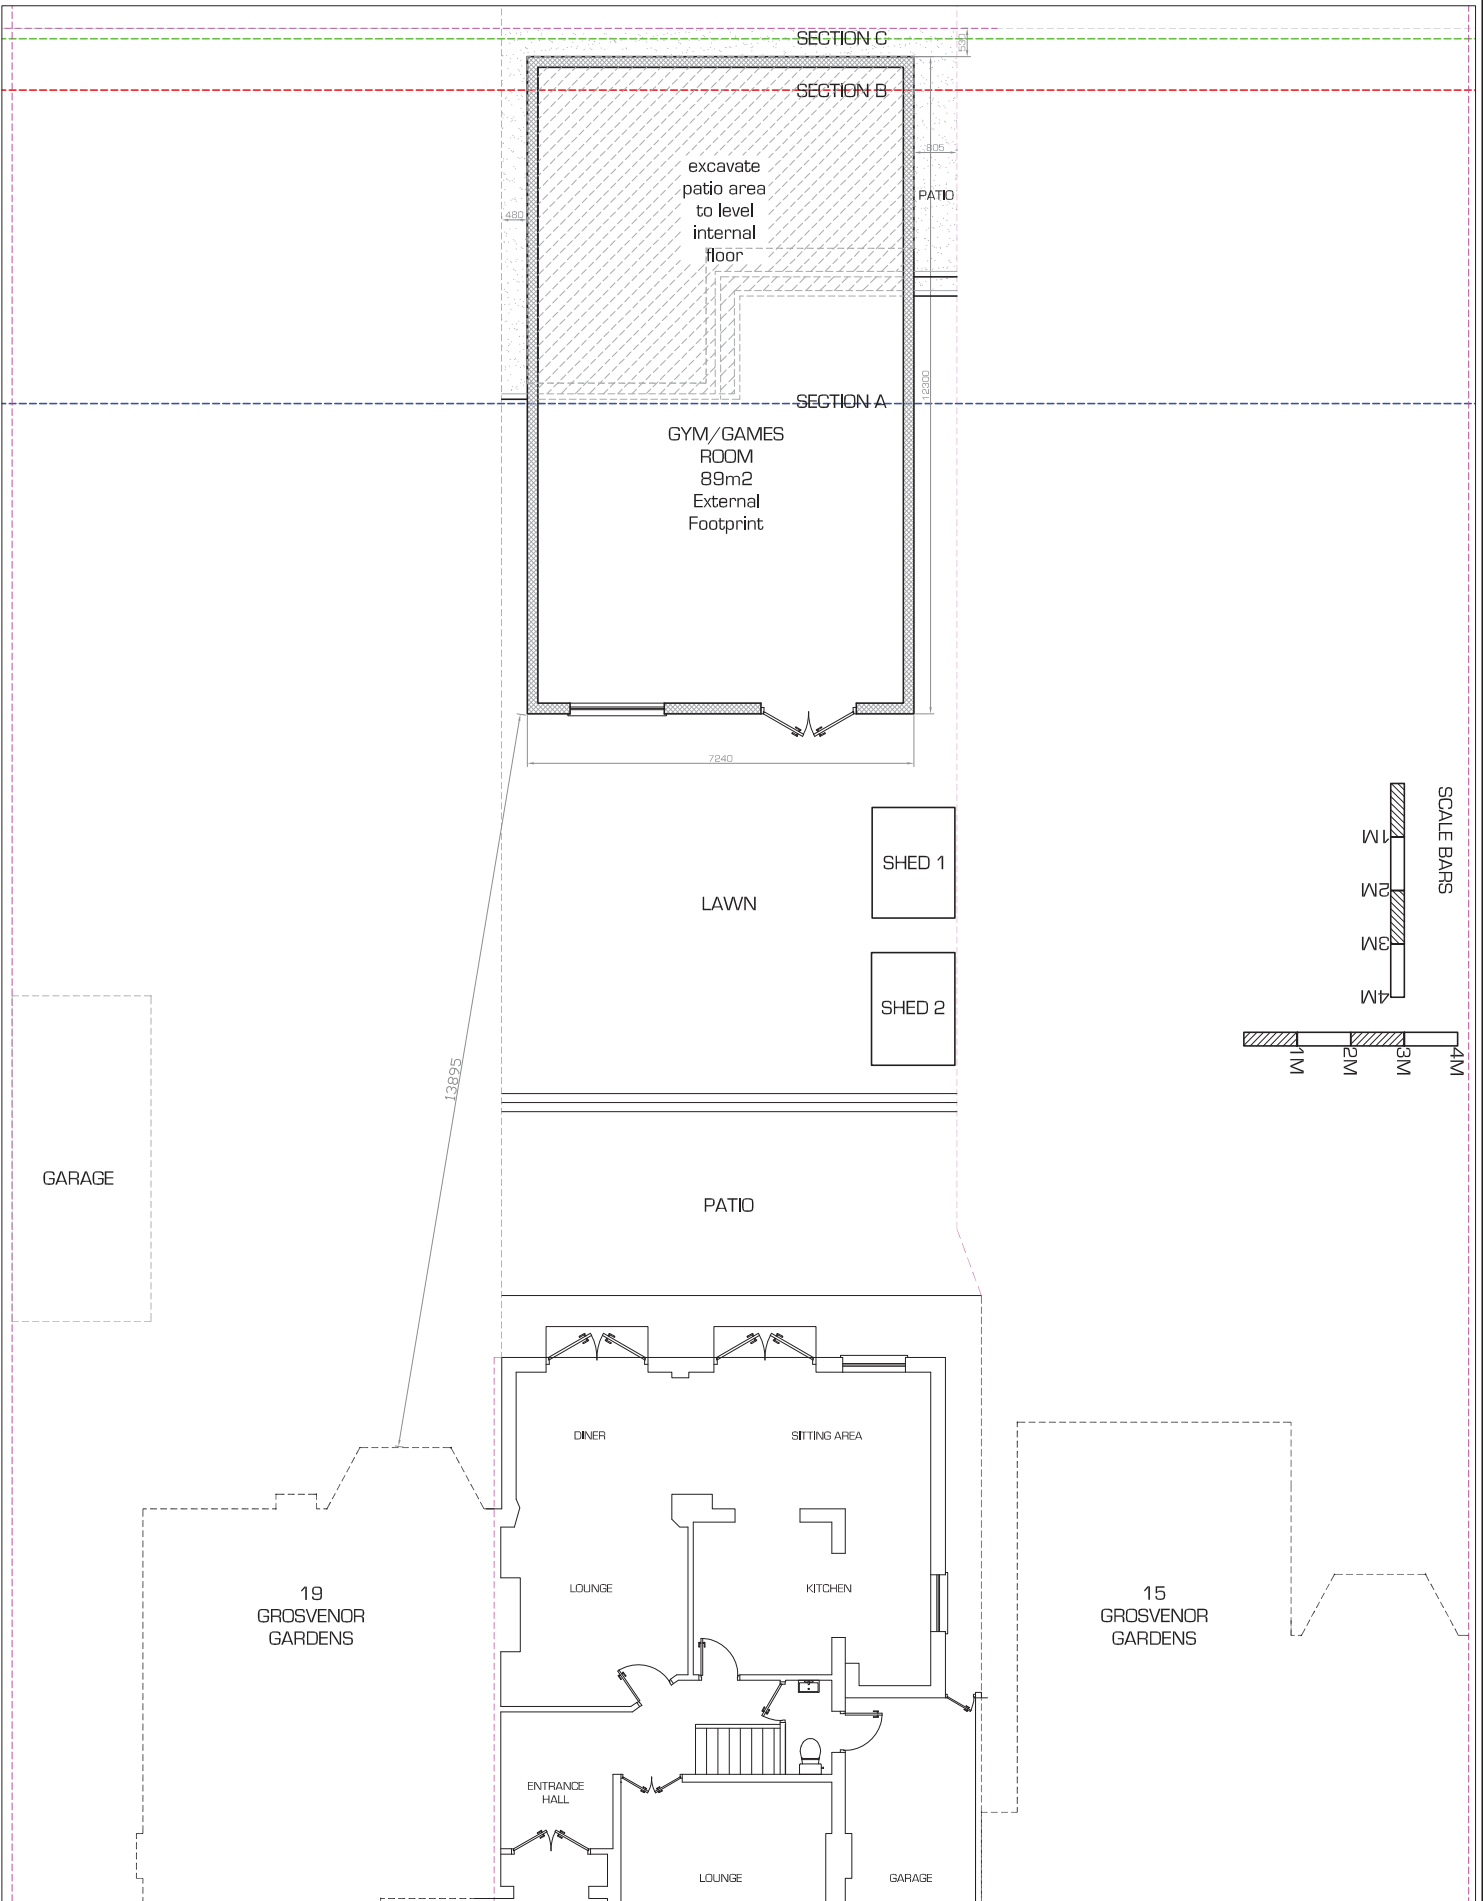 SECTION C
530
SECTION B
805
excavate
patio area
to level
internal
floor
PATIO
480
12300
SECTION A
GYM/GAMES
ROOM
89m2
External
Footprint
7240
SCALE BARS
1M
2M
3M
4M
SHED 1
LAWN
SHED 2
1M
2M
3M
4M
13895
GARAGE
PATIO
DINER
SITTING AREA
LOUNGE
KITCHEN
19
GROSVENOR
GARDENS
15
GROSVENOR
GARDENS
ENTRANCE
HALL
LOUNGE
GARAGE